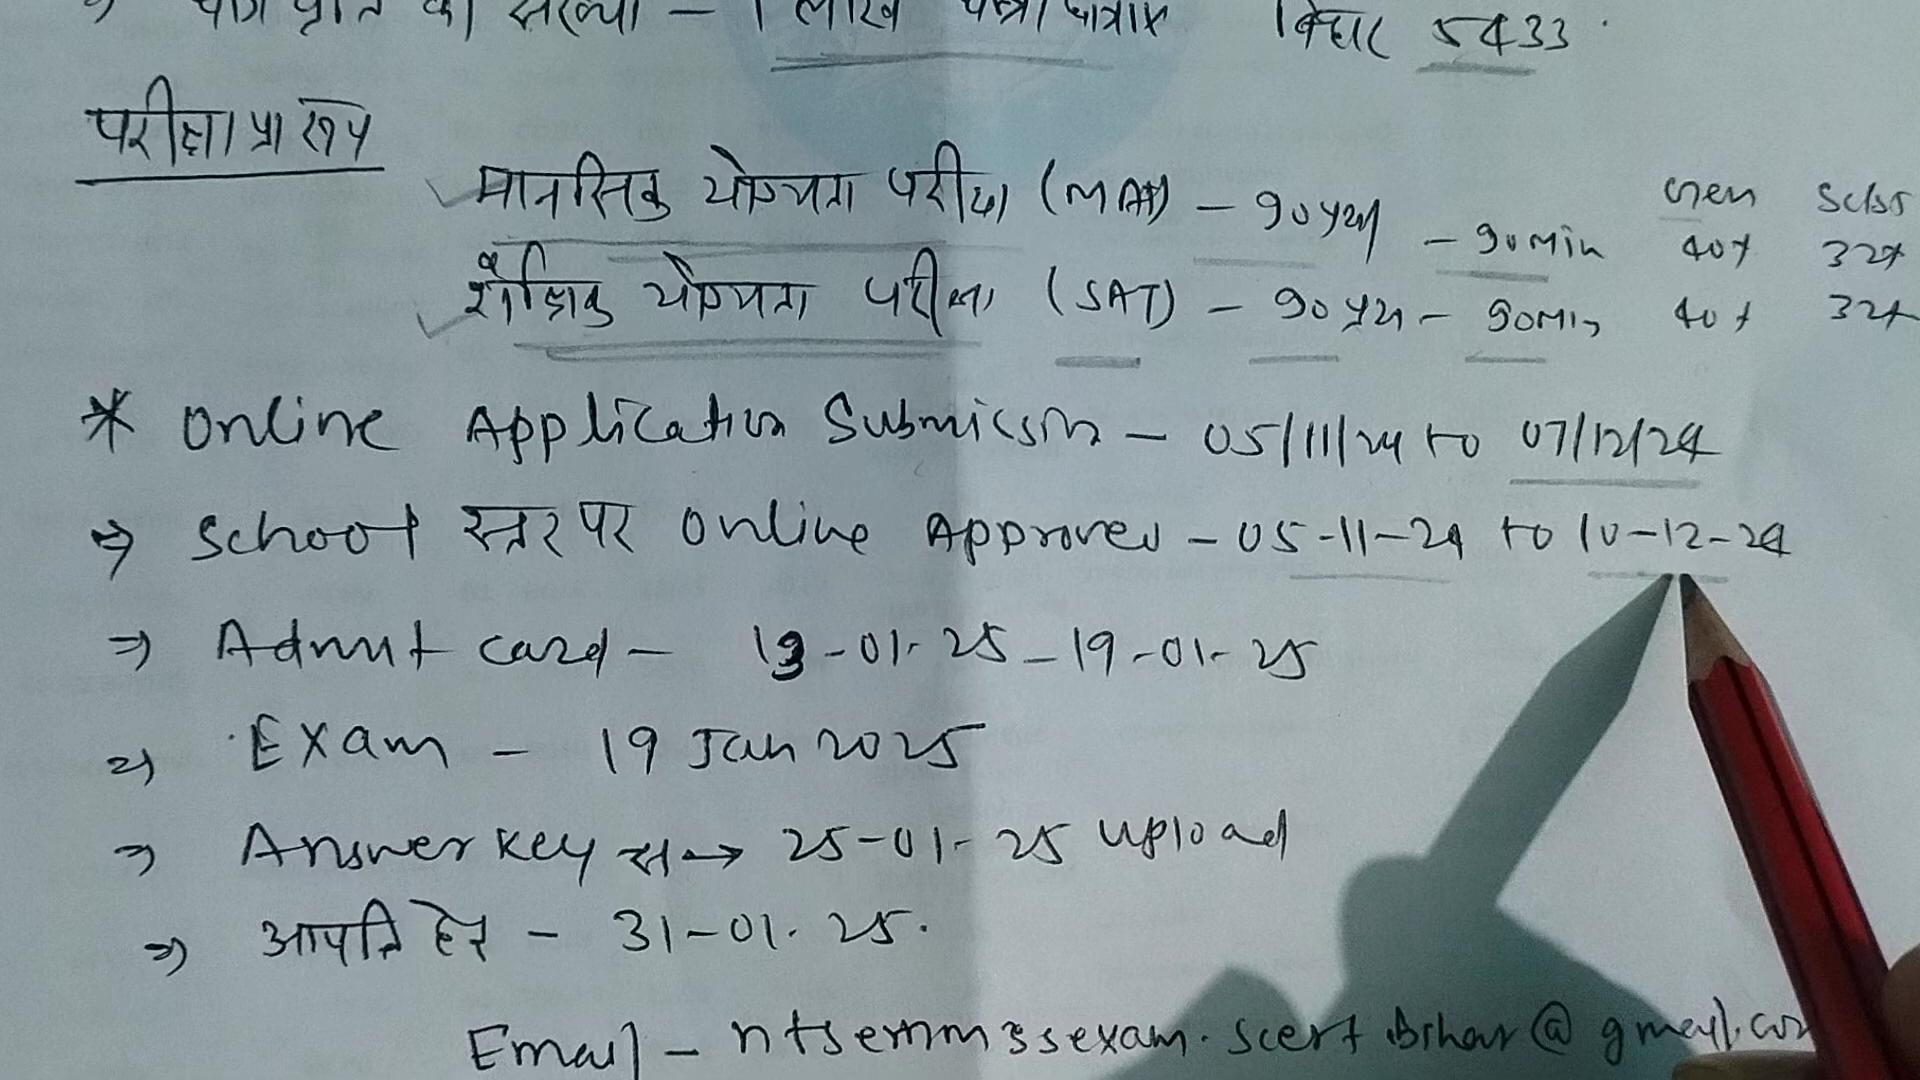 की संख्या - 1 लाख छात्र/छात्राएं बिहार 5433
परीक्षा प्रारूप
मानसिक योग्यता परीक्षा (MAT) - 90 प्रश्न - 90 min Gen 40% SC/ST 32%
शैक्षिक योग्यता परीक्षा (SAT) - 90 प्रश्न - 90 Min 40% 32%
* Online Application Submission - 05/11/24 to 07/12/24
⇒ School स्तर पर Online Approved - 05-11-24 to 10-12-24
⇒ Admit card - 13-01-25 - 19-01-25
⇒ Exam - 19 Jan 2025
⇒ Answer key → 25-01-25 upload
⇒ आपत्ति हेतु - 31-01-25.
Email - ntsenmmssexam.scert.bihar@gmail.com